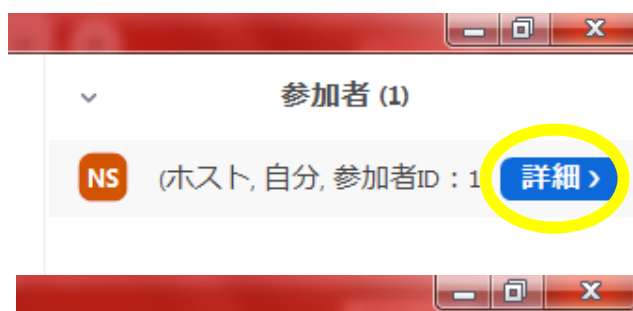 参加者 (1)
NS (ホスト, 自分, 参加者ID：1 詳細 >